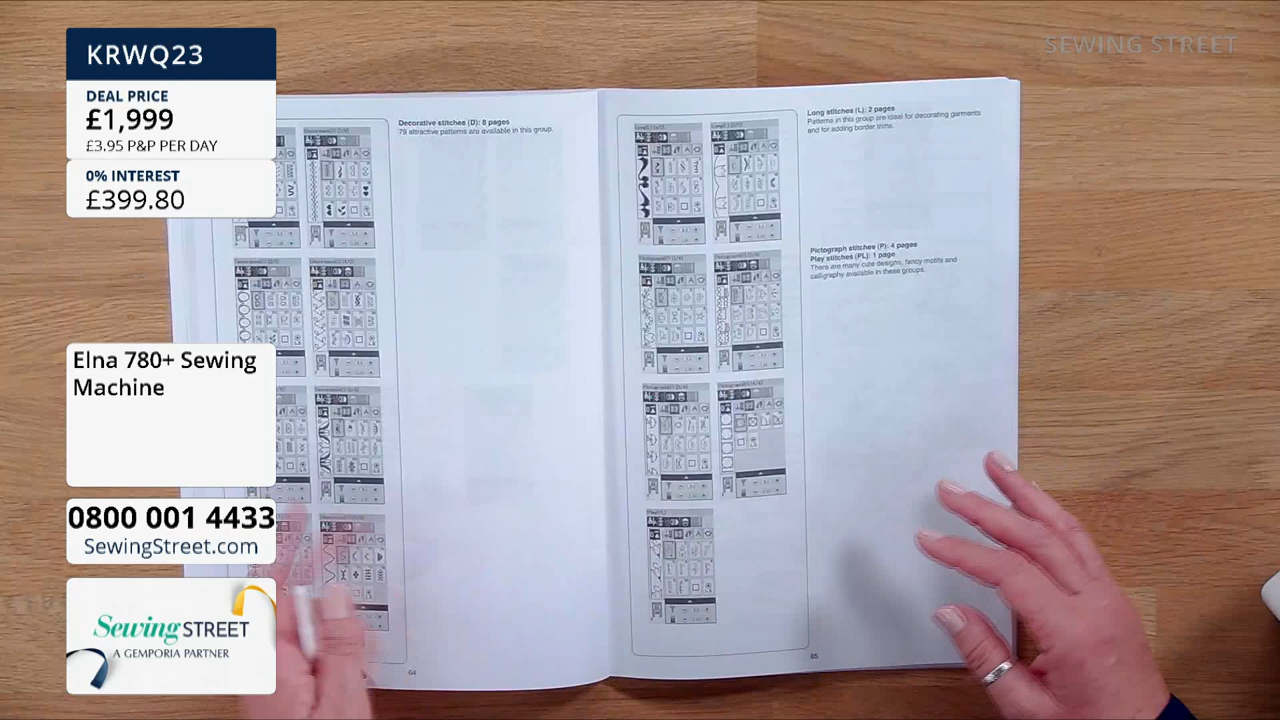 KRWQ23
DEAL PRICE
£1,999
£3.95 P&P PER DAY
0% INTEREST
£399.80
Elna 780+ Sewing
Machine
0800 001 4433
SewingStreet.com
Sewing STREET
A GEMPORIA PARTNER
SEWING STREET
Decorative stitches (D): 8 pages
79 attractive patterns are available in this group.
64
Long stitches (L): 2 pages
Patterns in this group are ideal for decorating garments
and for adding border trims.
Pictograph stitches (P): 4 pages
Play stitches (PL): 1 page
There are many cute designs, fancy motifs and
calligraphy available in these groups.
65